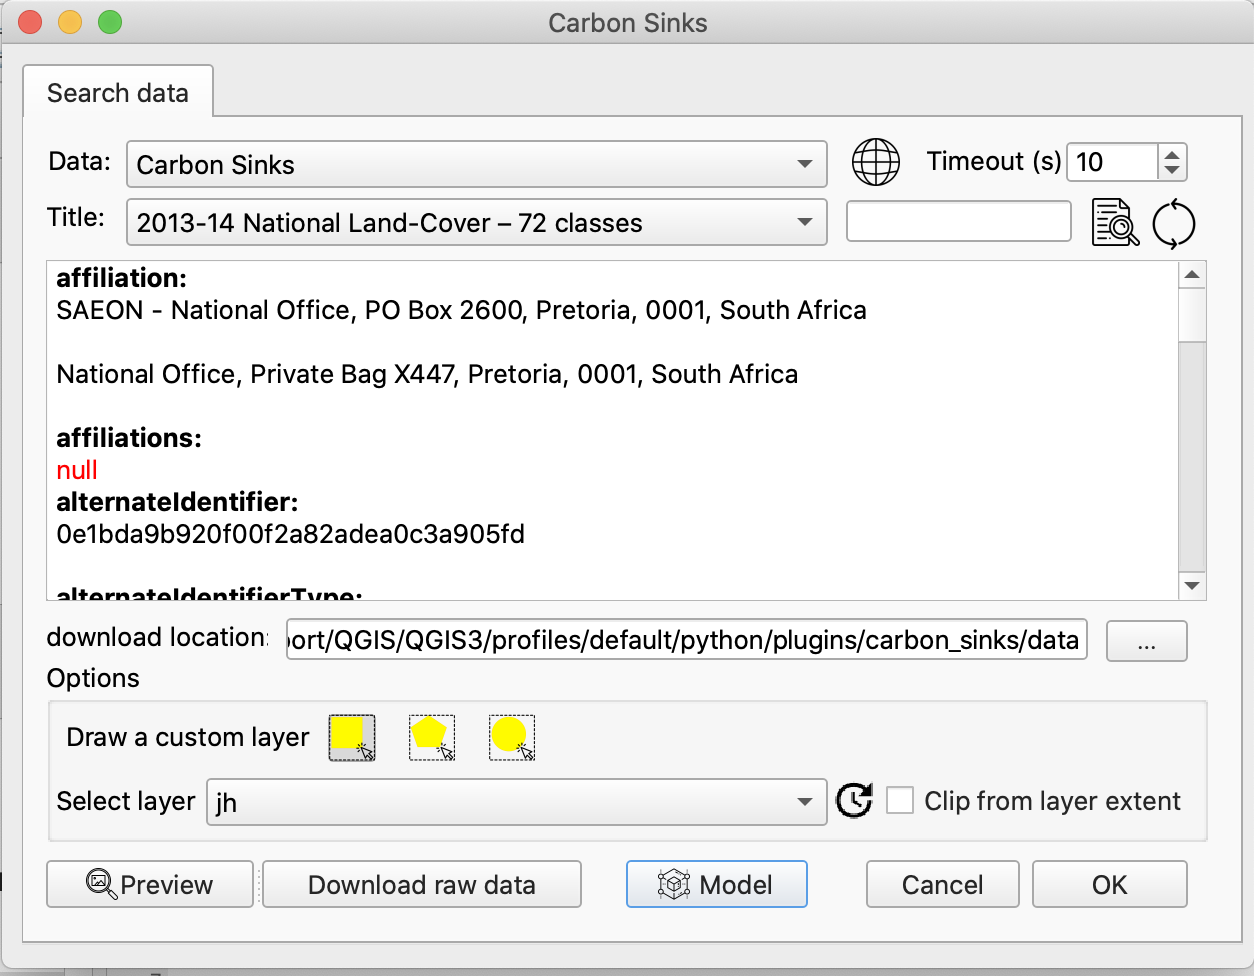 Carbon Sinks
Search data
Data: Carbon Sinks Timeout (s) 10
Title: 2013-14 National Land-Cover – 72 classes
affiliation:
SAEON - National Office, PO Box 2600, Pretoria, 0001, South Africa
National Office, Private Bag X447, Pretoria, 0001, South Africa
affiliations:
null
alternateIdentifier:
0e1bda9b920f00f2a82adea0c3a905fd
alternateIdentifierType:
download location: ort/QGIS/QGIS3/profiles/default/python/plugins/carbon_sinks/data ...
Options
Draw a custom layer
Select layer jh Clip from layer extent
Preview Download raw data Model Cancel OK